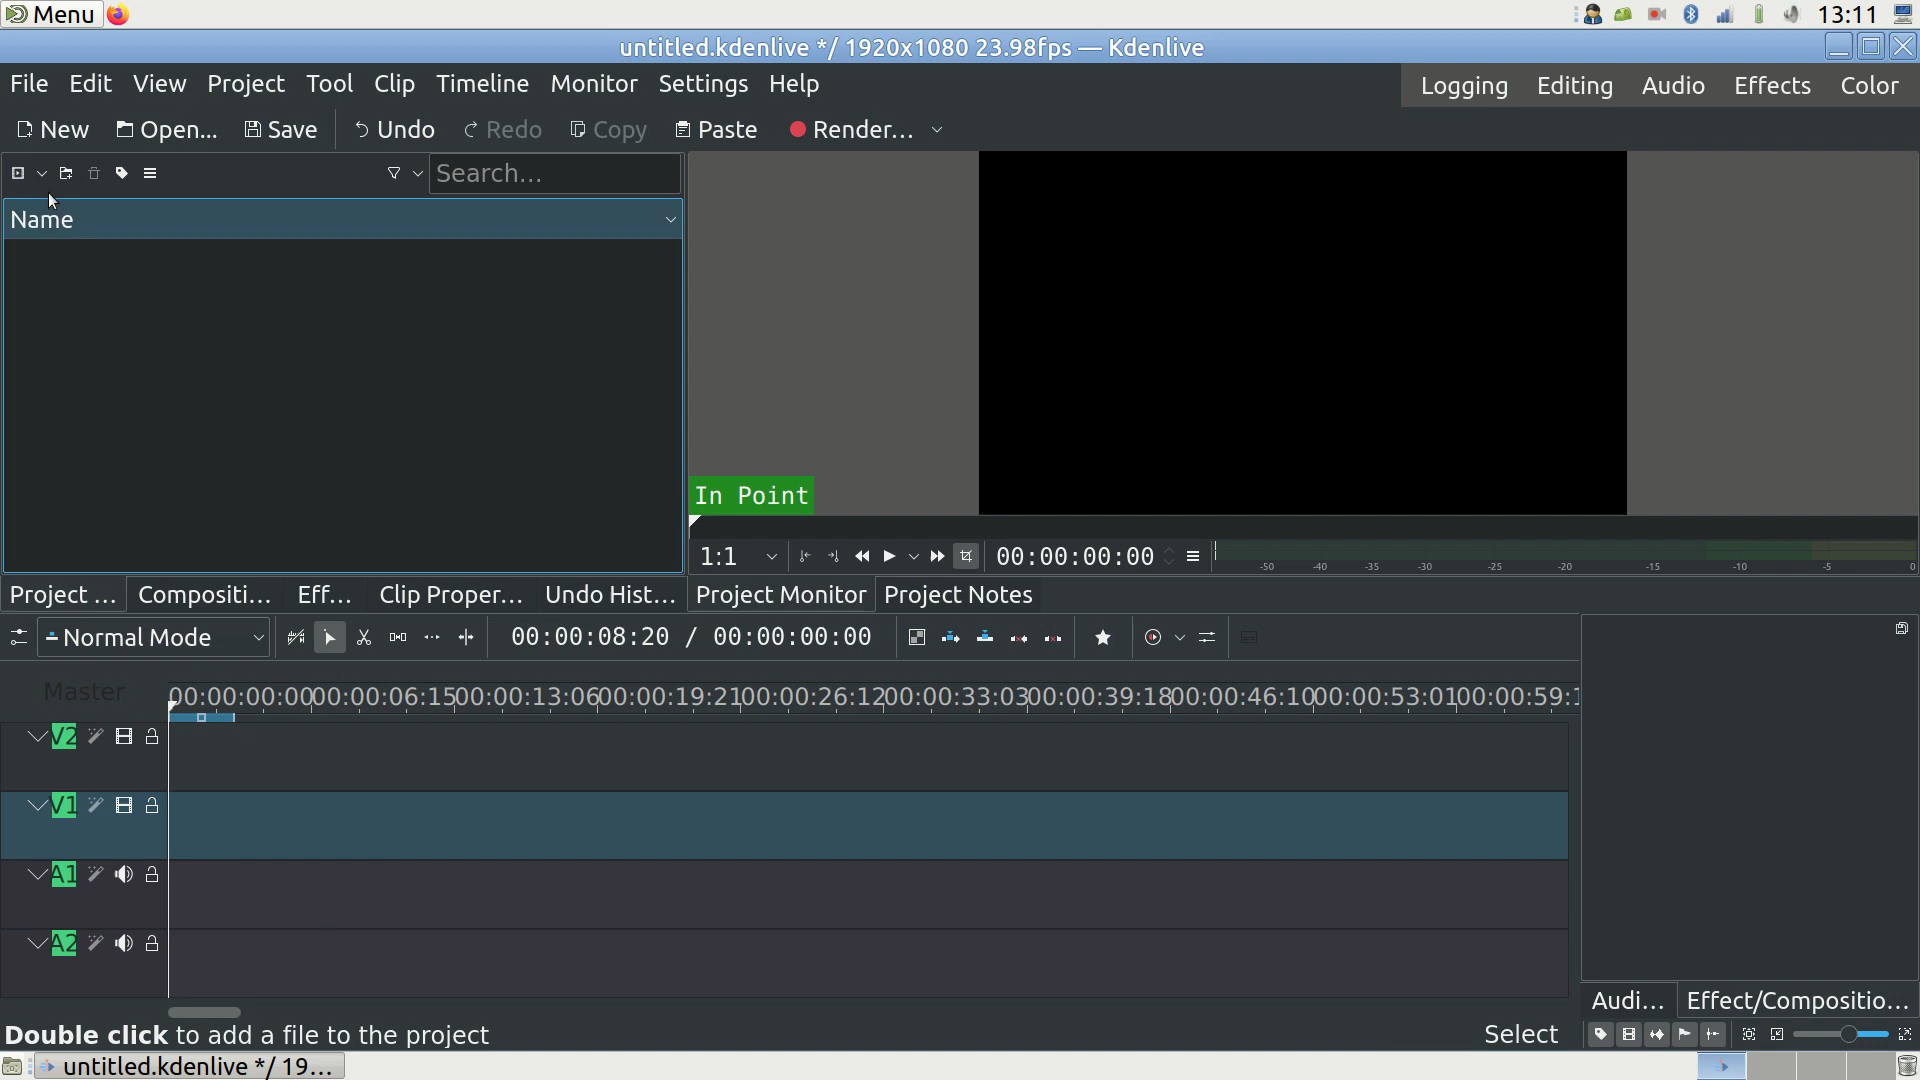 Menu 13:11
untitled.kdenlive */ 1920x1080 23.98fps — Kdenlive
File Edit View Project Tool Clip Timeline Monitor Settings Help Logging Editing Audio Effects Color
New Open... Save Undo Redo Copy Paste Render...
Search...
Name
In Point
1:1 00:00:00:00 -50 -40 -35 -30 -25 -20 -15 -10 -5 0
Project ... Compositi... Eff... Clip Proper... Undo Hist... Project Monitor Project Notes
Normal Mode 00:00:08:20 / 00:00:00:00
Master 00:00:00:00 00:00:06:15 00:00:13:06 00:00:19:21 00:00:26:12 00:00:33:03 00:00:39:18 00:00:46:10 00:00:53:01 00:00:59:1
V2
V1
A1
A2
Audi... Effect/Compositio...
Double click to add a file to the project Select
untitled.kdenlive */ 19...